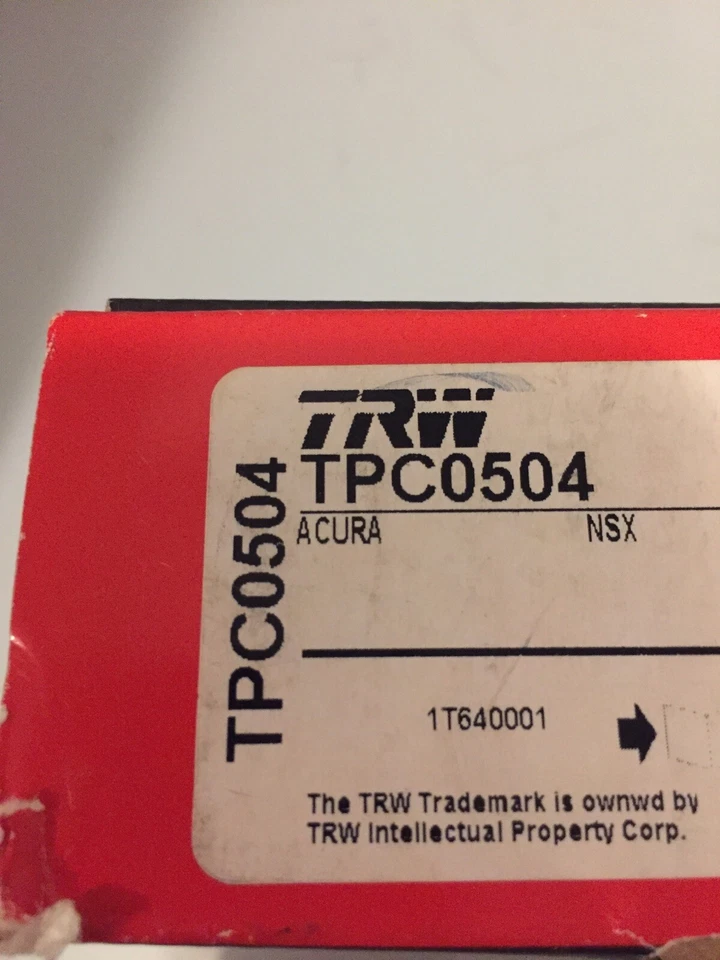 TRW
TPC0504
TPC0504
ACURA NSX
1T640001
The TRW Trademark is ownwd by
TRW Intellectual Property Corp.